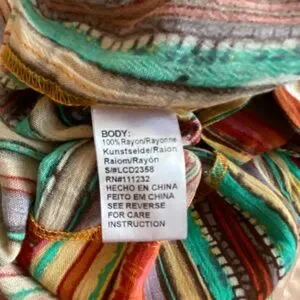 BODY:
100% Rayon/Rayonne
Kunstseide/Raion
Raiom/Rayón
S/#LCD2358
RN#111232
HECHO EN CHINA
FEITO EM CHINA
SEE REVERSE
FOR CARE
INSTRUCTION